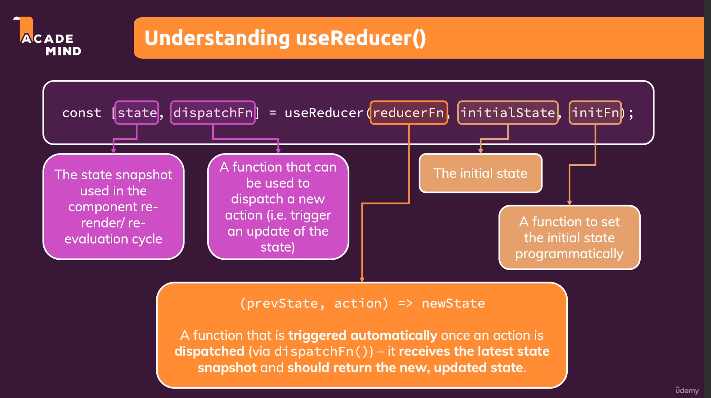 ACADE
MIND
Understanding useReducer()
const [state, dispatchFn] = useReducer(reducerFn, initialState, initFn);
The state snapshot
used in the
component re-
render/ re-
evaluation cycle
A function that can
be used to
dispatch a new
action (i.e. trigger
an update of the
state)
The initial state
A function to set
the initial state
programmatically
(prevState, action) => newState
A function that is triggered automatically once an action is
dispatched (via dispatchFn()) – it receives the latest state
snapshot and should return the new, updated state.
ûdemy